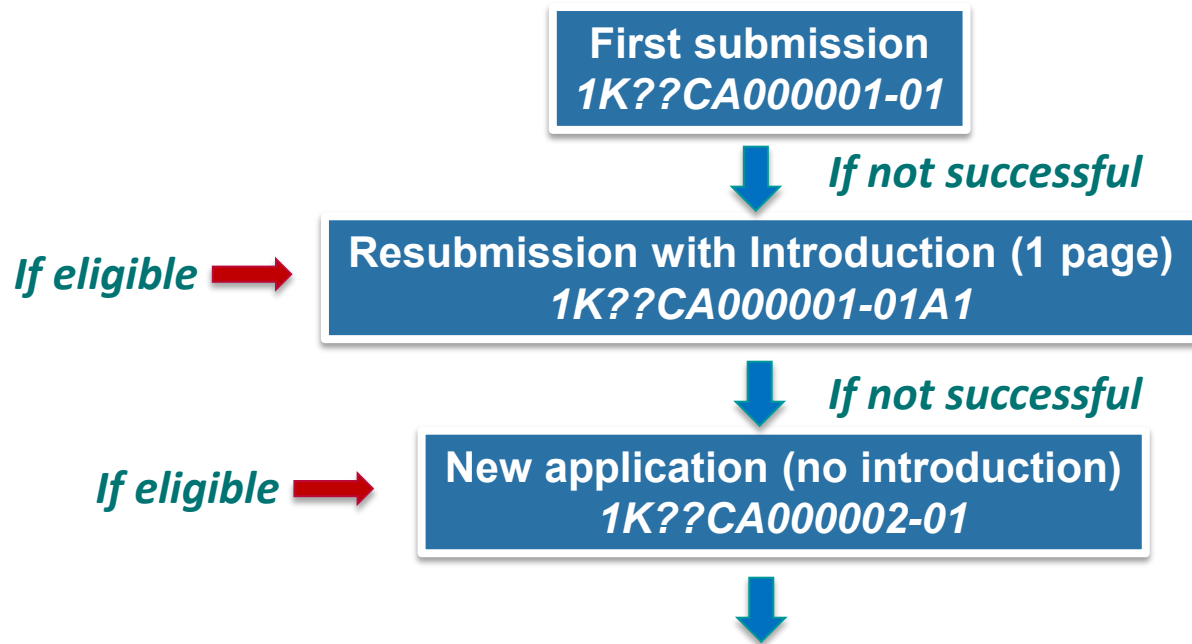 First submission
1K??CA000001-01
If not successful
Resubmission with Introduction (1 page)
1K??CA000001-01A1
If eligible
If not successful
New application (no introduction)
1K??CA000002-01
If eligible